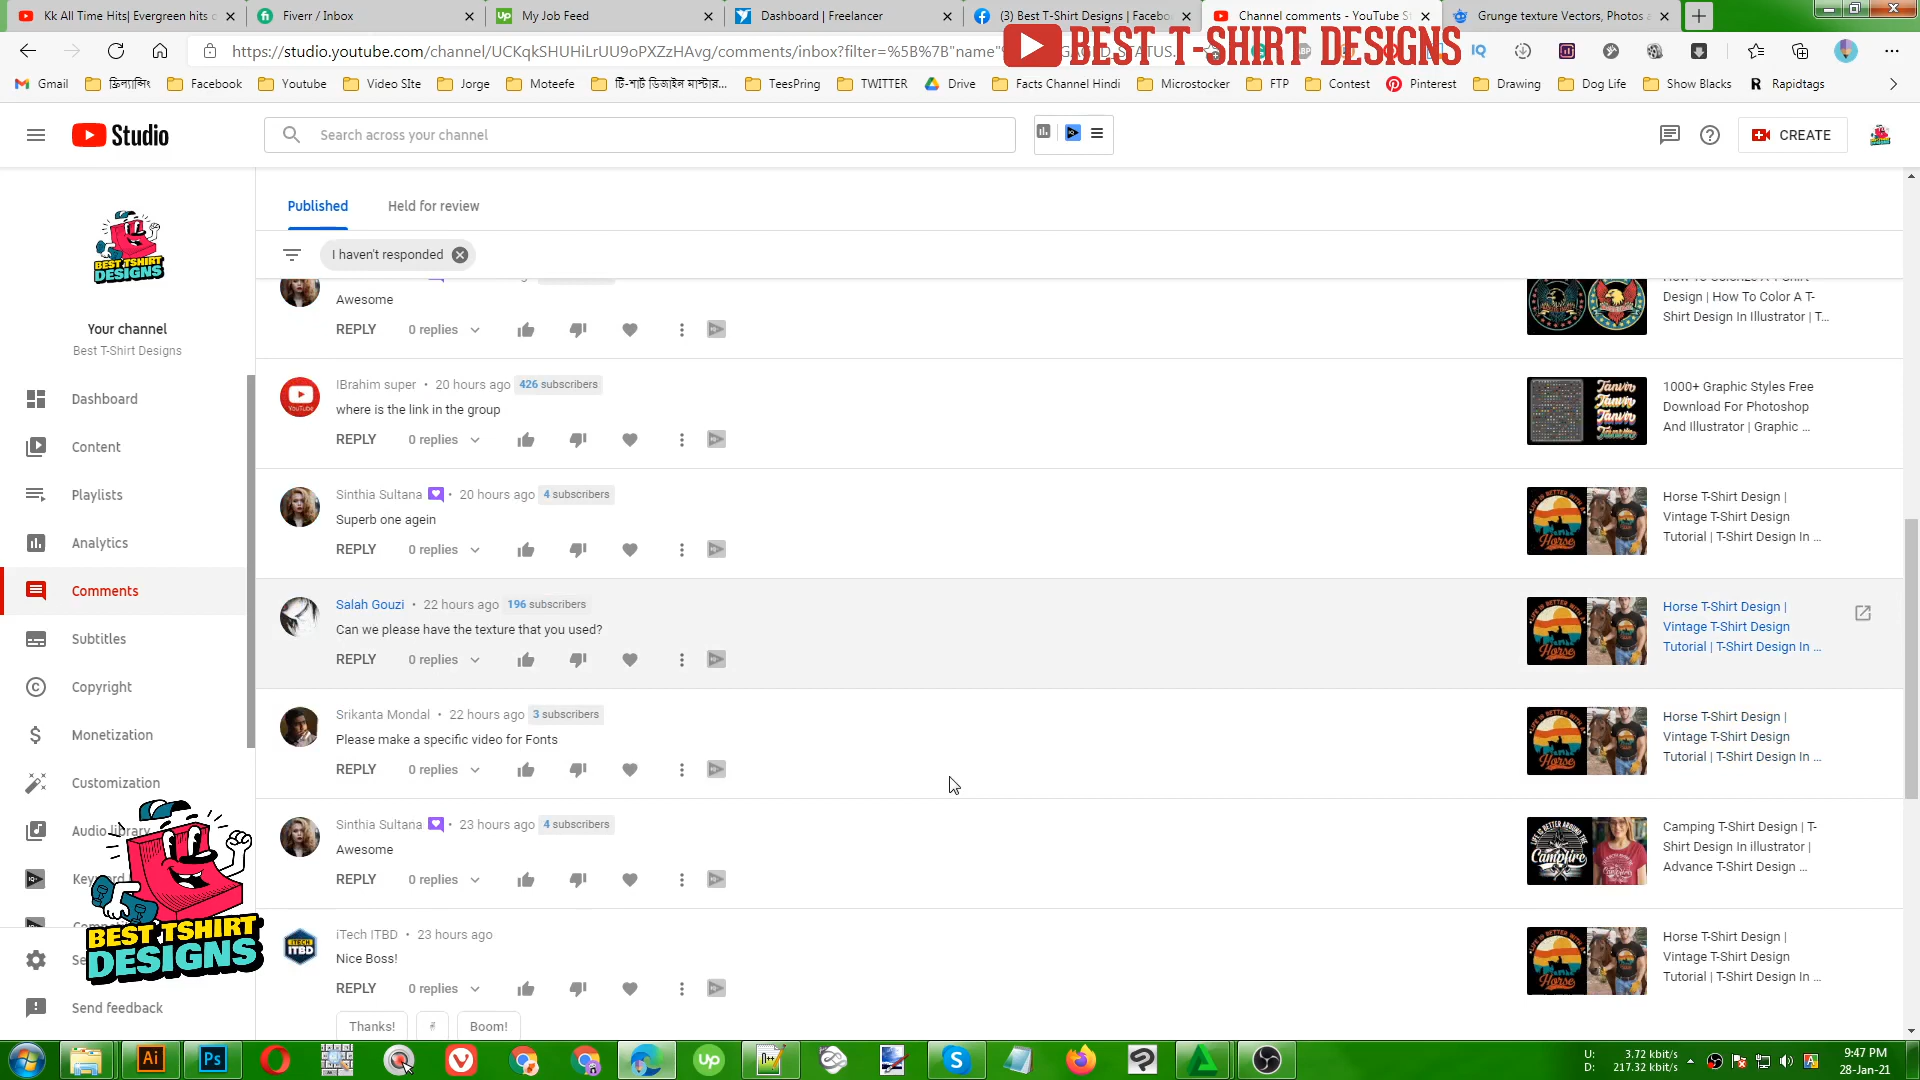 Kk All Time Hits| Evergreen hits
Fiverr / Inbox
My Job Feed
Dashboard | Freelancer
(3) Best T-Shirt Designs | Facebo
Channel comments - YouTube St
Grunge texture Vectors, Photos a
https://studio.youtube.com/channel/UCKqkSHUHiLrUU9oPXZzHAvg/comments/inbox?filter=%5B%7B"name"
BEST T-SHIRT DESIGNS
Gmail
ফ্রিল্যান্সিং
Facebook
Youtube
Video SIte
Jorge
Moteefe
টি-শার্ট ডিজাইন মাস্টার...
TeesPring
TWITTER
Drive
Facts Channel Hindi
Microstocker
FTP
Contest
Pinterest
Drawing
Dog Life
Show Blacks
Rapidtags
Studio
Search across your channel
CREATE
BEST TSHIRT
DESIGNS
Your channel
Best T-Shirt Designs
Dashboard
Content
Playlists
Analytics
Comments
Subtitles
Copyright
Monetization
Customization
Audio library
Send feedback
BEST TSHIRT
DESIGNS
Published
Held for review
I haven't responded
Awesome
REPLY 0 replies
Design | How To Color A T-
Shirt Design In Illustrator | T...
IBrahim super • 20 hours ago 426 subscribers
where is the link in the group
REPLY 0 replies
1000+ Graphic Styles Free
Download For Photoshop
And Illustrator | Graphic ...
Sinthia Sultana • 20 hours ago 4 subscribers
Superb one agein
REPLY 0 replies
Horse T-Shirt Design |
Vintage T-Shirt Design
Tutorial | T-Shirt Design In ...
Salah Gouzi • 22 hours ago 196 subscribers
Can we please have the texture that you used?
REPLY 0 replies
Horse T-Shirt Design |
Vintage T-Shirt Design
Tutorial | T-Shirt Design In ...
Srikanta Mondal • 22 hours ago 3 subscribers
Please make a specific video for Fonts
REPLY 0 replies
Horse T-Shirt Design |
Vintage T-Shirt Design
Tutorial | T-Shirt Design In ...
Sinthia Sultana • 23 hours ago 4 subscribers
Awesome
REPLY 0 replies
Camping T-Shirt Design | T-
Shirt Design In illustrator |
Advance T-Shirt Design ...
iTech ITBD • 23 hours ago
Nice Boss!
REPLY 0 replies
Thanks!
Boom!
Horse T-Shirt Design |
Vintage T-Shirt Design
Tutorial | T-Shirt Design In ...
U: 3.72 kbit/s
D: 217.32 kbit/s
9:47 PM
28-Jan-21